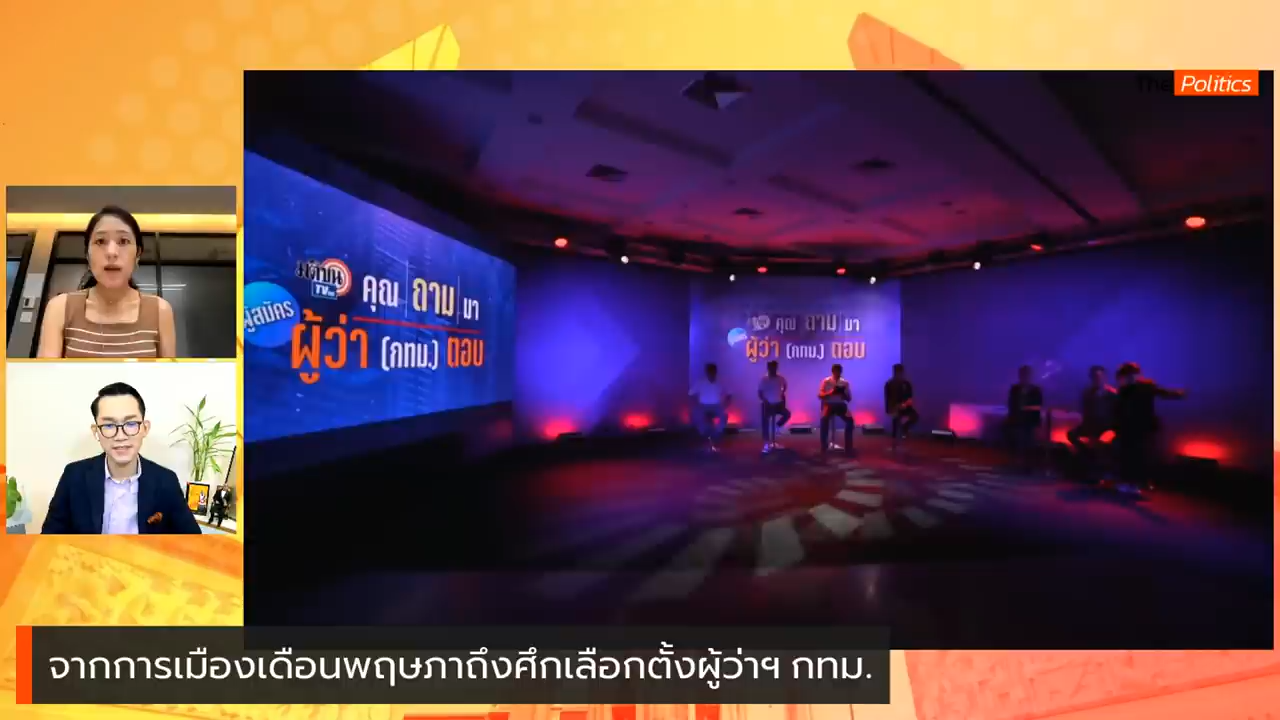 The Politics
มติชน
TV
ผู้สมัคร
คุณ ถาม มา
ผู้ว่า (กทม.) ตอบ
คุณ ถาม มา
ผู้ว่า (กทม.) ตอบ
จากการเมืองเดือนพฤษภาถึงศึกเลือกตั้งผู้ว่าฯ กทม.